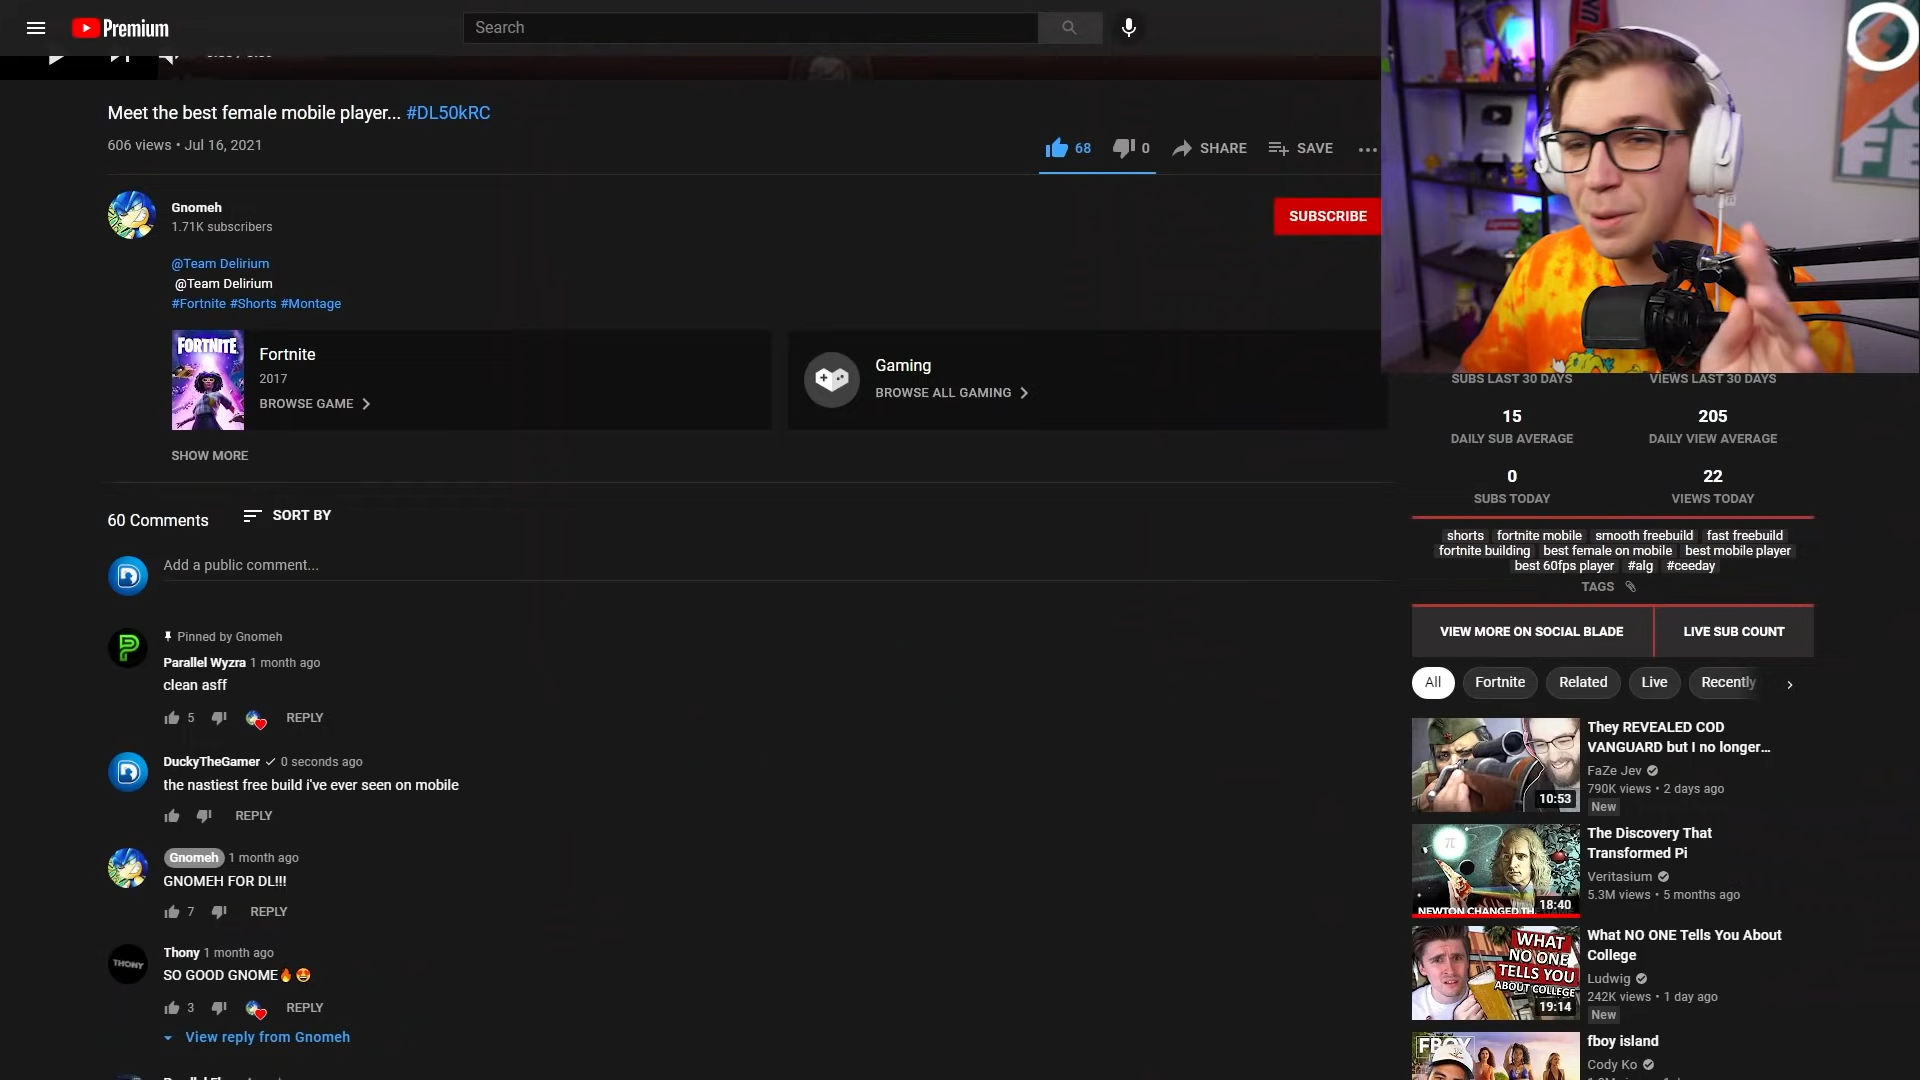 Premium
Search
Meet the best female mobile player... #DL50kRC
606 views • Jul 16, 2021
68
0
SHARE
SAVE
Gnomeh
1.71K subscribers
SUBSCRIBE
@Team Delirium
@Team Delirium
#Fortnite #Shorts #Montage
FORTNITE
Fortnite
2017
BROWSE GAME
Gaming
BROWSE ALL GAMING
SHOW MORE
60 Comments
SORT BY
Add a public comment...
Pinned by Gnomeh
Parallel Wyzra 1 month ago
clean asff
5
REPLY
DuckyTheGamer 0 seconds ago
the nastiest free build i've ever seen on mobile
REPLY
Gnomeh 1 month ago
GNOMEH FOR DL!!!
7
REPLY
THONY
Thony 1 month ago
SO GOOD GNOME🔥🤩
3
REPLY
View reply from Gnomeh
SUBS LAST 30 DAYS
VIEWS LAST 30 DAYS
15
205
DAILY SUB AVERAGE
DAILY VIEW AVERAGE
0
22
SUBS TODAY
VIEWS TODAY
shorts fortnite mobile smooth freebuild fast freebuild
fortnite building best female on mobile best mobile player
best 60fps player #alg #ceeday
TAGS
VIEW MORE ON SOCIAL BLADE
LIVE SUB COUNT
All
Fortnite
Related
Live
Recently
They REVEALED COD
VANGUARD but I no longer...
FaZe Jev
790K views • 2 days ago
New
10:53
The Discovery That
Transformed Pi
Veritasium
5.3M views • 5 months ago
NEWTON CHANGED
18:40
What NO ONE Tells You About
College
Ludwig
242K views • 1 day ago
New
WHAT
NO ONE
TELLS YOU
ABOUT COLLEGE
19:14
fboy island
Cody Ko
FBOY